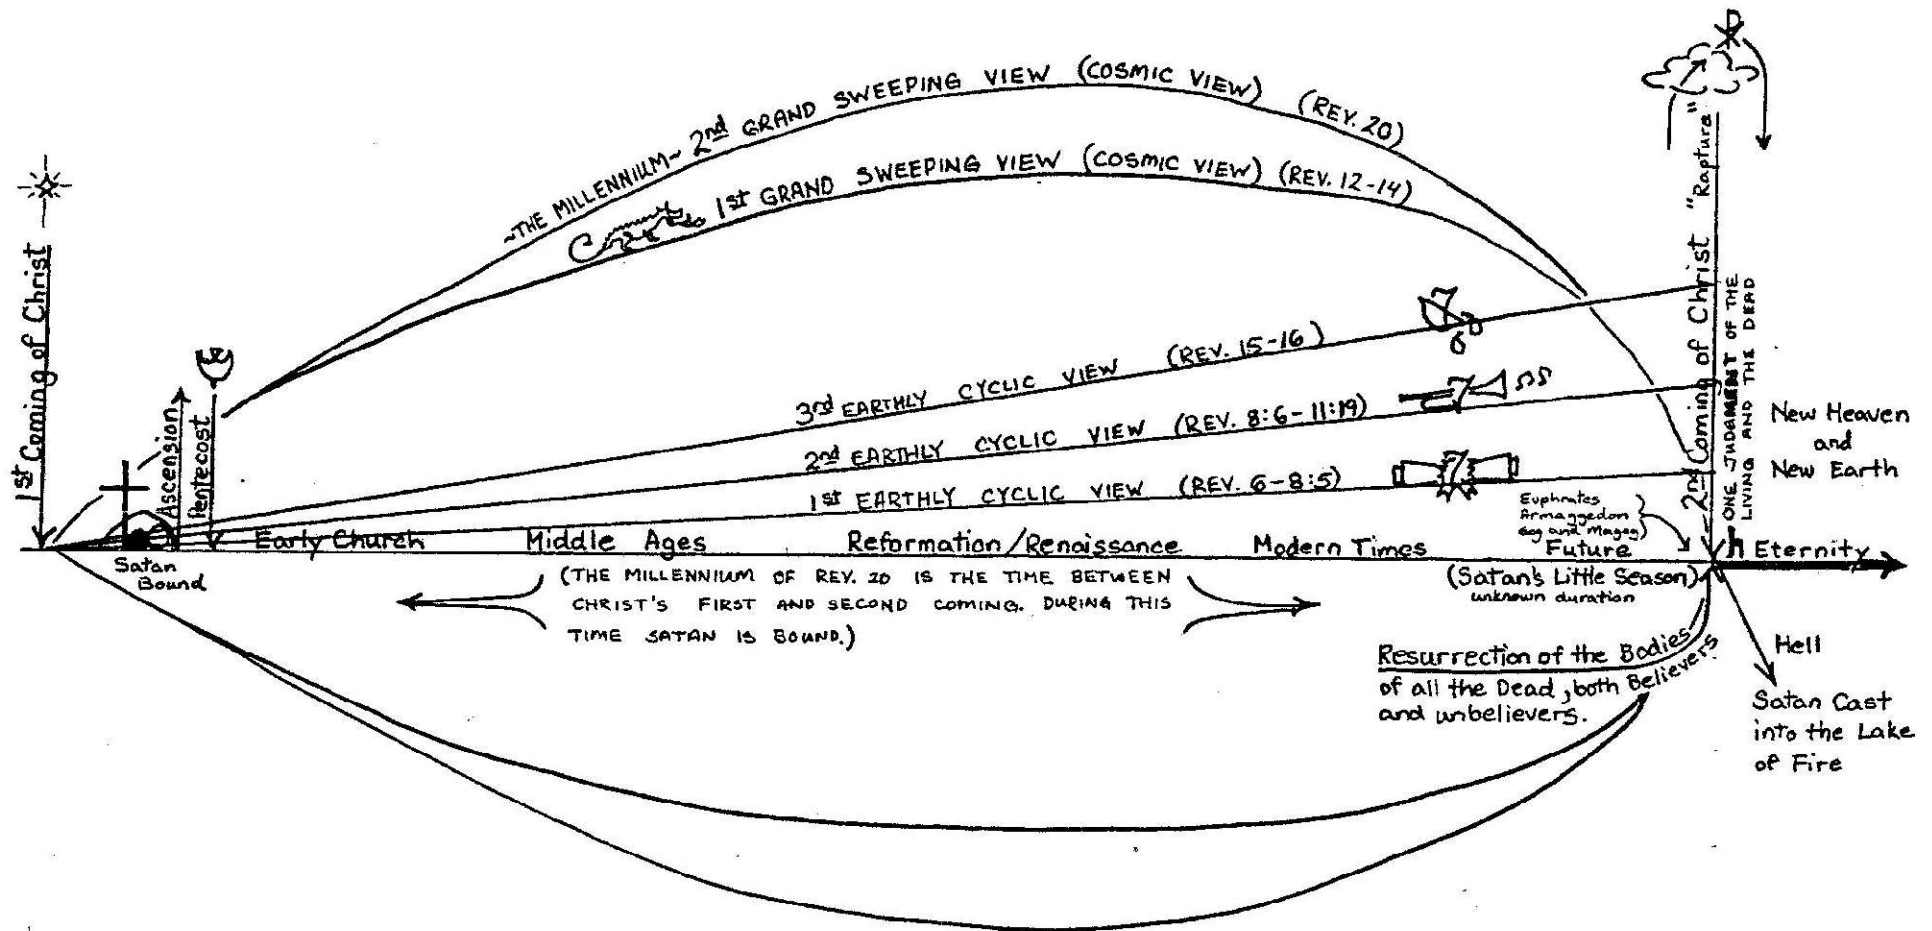 ~THE MILLENNIUM~ 2nd GRAND SWEEPING VIEW (COSMIC VIEW) (REV. 20)
1st GRAND SWEEPING VIEW (COSMIC VIEW) (REV. 12-14)
3rd EARTHLY CYCLIC VIEW (REV. 15-16)
7
2nd EARTHLY CYCLIC VIEW (REV. 8:6-11:19)
7
1st EARTHLY CYCLIC VIEW (REV. 6-8:5)
7
1st Coming of Christ
Ascension
Pentecost
2nd Coming of Christ "Rapture"
ONE JUDGMENT OF THE
LIVING AND THE DEAD
New Heaven
and
New Earth
Euphrates
Armaggedon
Gog and Magog
Early Church Middle Ages Reformation/Renaissance Modern Times Future Eternity
Satan
Bound
(THE MILLENNIUM OF REV. 20 IS THE TIME BETWEEN
CHRIST'S FIRST AND SECOND COMING. DURING THIS
TIME SATAN IS BOUND.)
(Satan's Little Season)
unknown duration
Resurrection of the Bodies
of all the Dead, both Believers
and unbelievers.
Hell
Satan Cast
into the Lake
of Fire